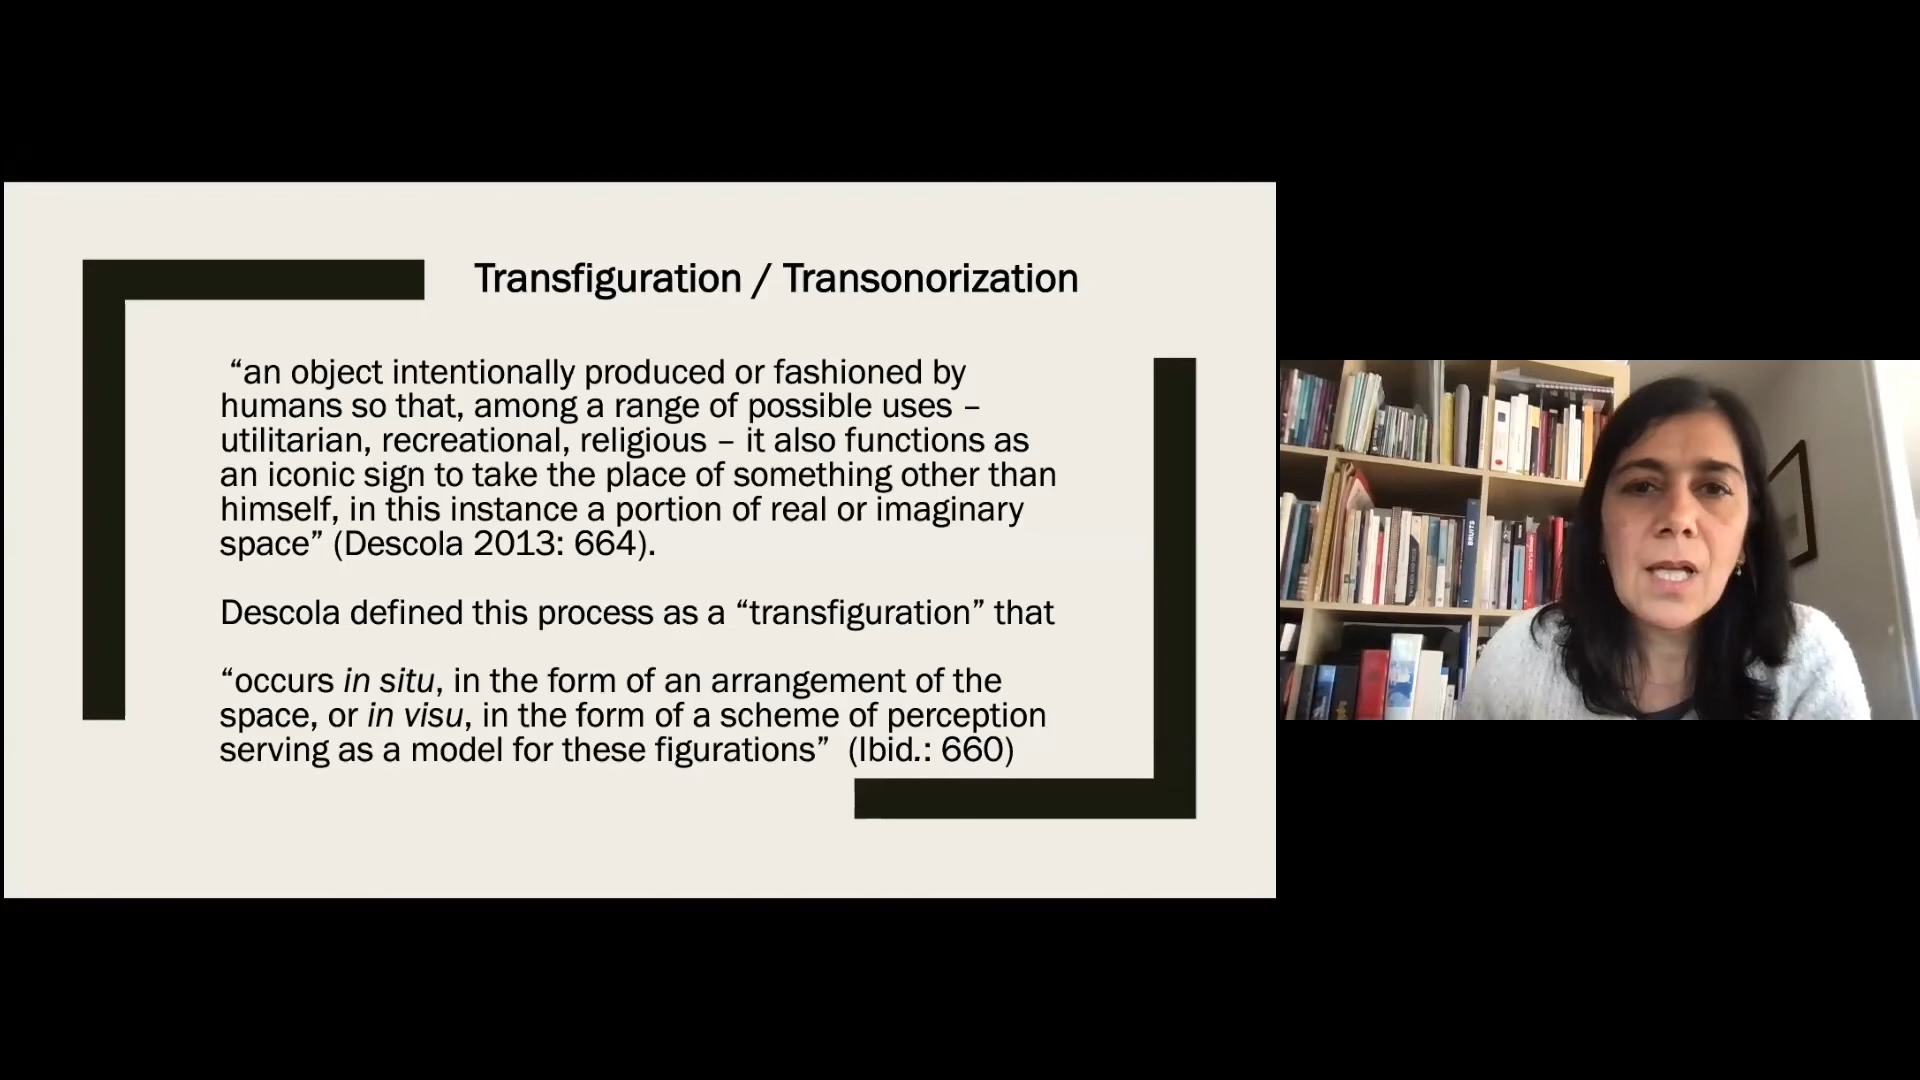 Transfiguration / Transonorization
“an object intentionally produced or fashioned by
humans so that, among a range of possible uses –
utilitarian, recreational, religious – it also functions as
an iconic sign to take the place of something other than
himself, in this instance a portion of real or imaginary
space” (Descola 2013: 664).
Descola defined this process as a “transfiguration” that
“occurs in situ, in the form of an arrangement of the
space, or in visu, in the form of a scheme of perception
serving as a model for these figurations” (Ibid.: 660)
BRUITS